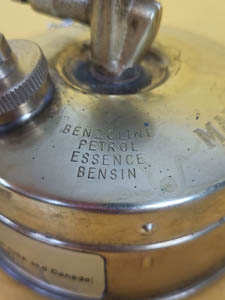 BENZOLINE
PETROL
ESSENCE
BENSIN
and Canada)